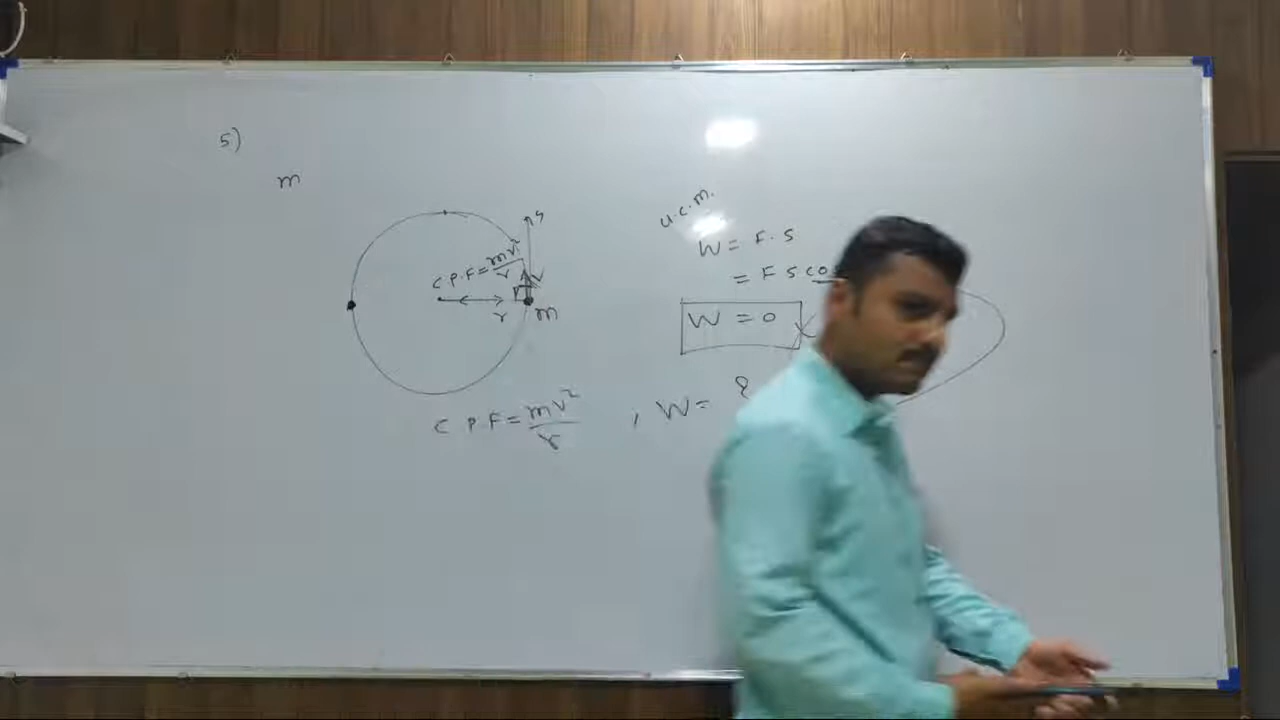 5)
m
S
C.P.F = mv²/r
V
r
m
C P.F = mv²/r , W = ?
U.C.M.
W = F.S
= F S cos
W = 0